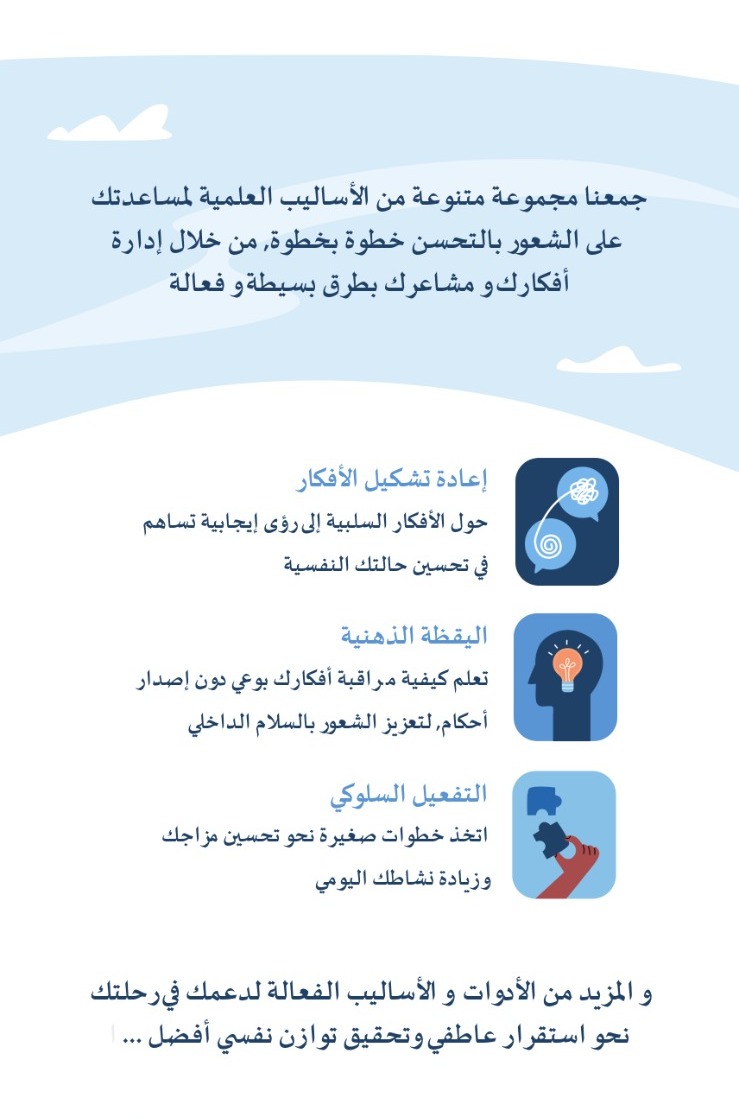 جمعنا مجموعة متنوعة من الأساليب العلمية لمساعدتك
على الشعور بالتحسن خطوة بخطوة, من خلال إدارة
أفكارك و مشاعرك بطرق بسيطة و فعالة
إعادة تشكيل الأفكار
حول الأفكار السلبية إلى رؤى إيجابية تساهم
في تحسين حالتك النفسية
اليقظة الذهنية
تعلم كيفية مراقبة أفكارك بوعي دون إصدار
أحكام, لتعزيز الشعور بالسلام الداخلي
التفعيل السلوكي
اتخذ خطوات صغيرة نحو تحسين مزاجك
وزيادة نشاطك اليومي
و المزيد من الأدوات و الأساليب الفعالة لدعمك في رحلتك
نحو استقرار عاطفي وتحقيق توازن نفسي أفضل ...